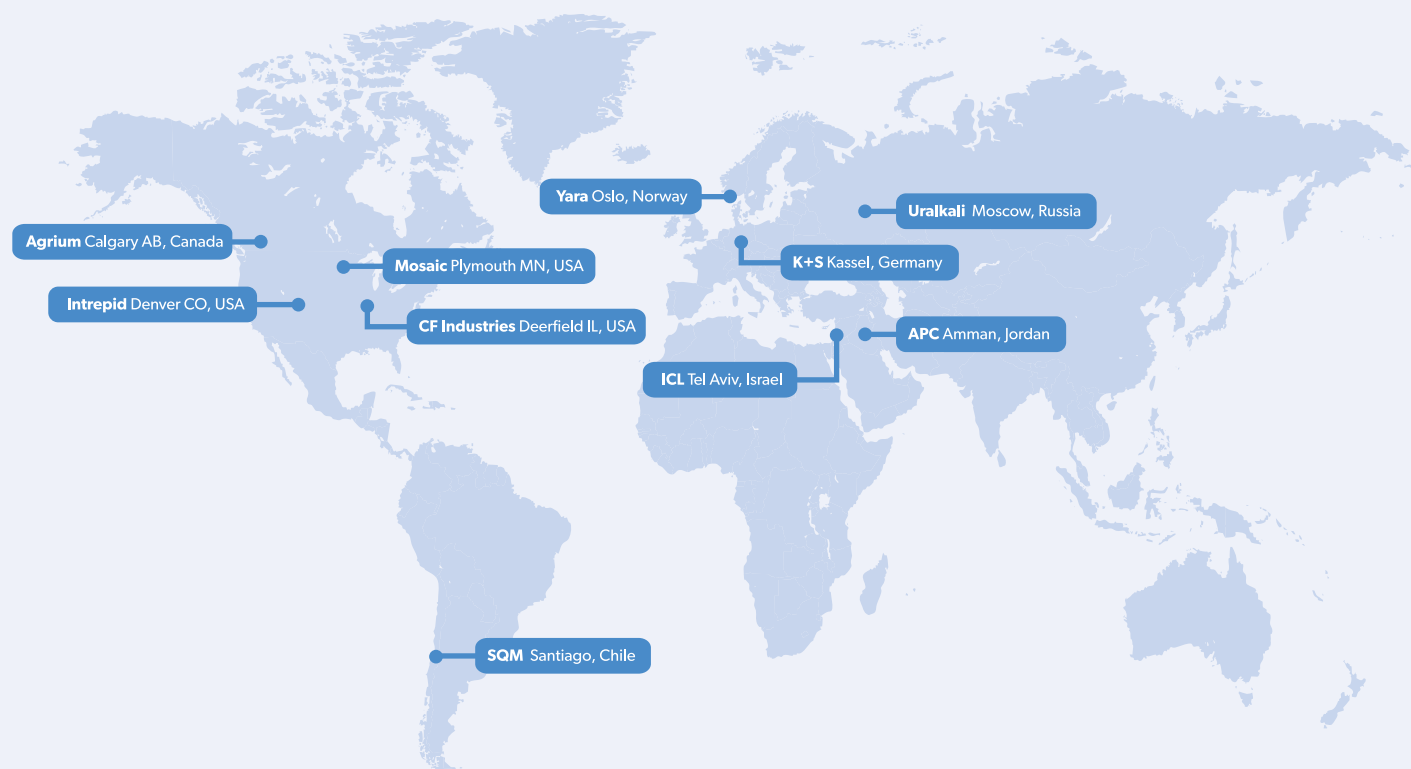 Yara Oslo, Norway
Uralkali Moscow, Russia
Agrium Calgary AB, Canada
Mosaic Plymouth MN, USA
K+S Kassel, Germany
Intrepid Denver CO, USA
CF Industries Deerfield IL, USA
APC Amman, Jordan
ICL Tel Aviv, Israel
SQM Santiago, Chile